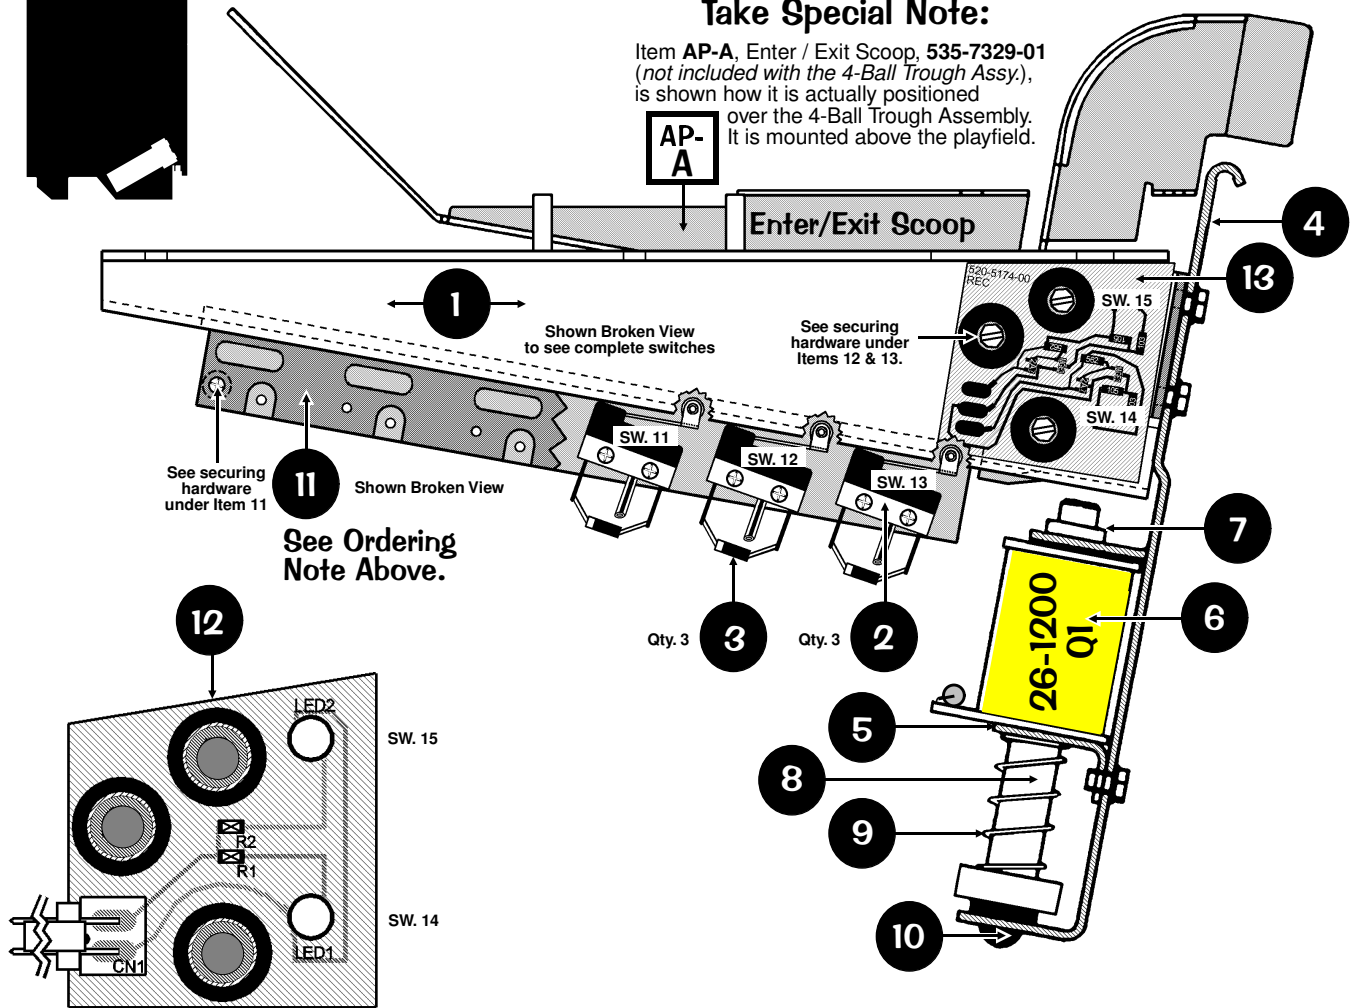 Take Special Note:
Item AP-A, Enter / Exit Scoop, 535-7329-01
(not included with the 4-Ball Trough Assy.),
is shown how it is actually positioned
over the 4-Ball Trough Assembly.
It is mounted above the playfield.
AP-
A
Enter/Exit Scoop
4
13
520-5174-00
REC
SW. 15
1
Shown Broken View
to see complete switches
See securing
hardware under
Items 12 & 13.
SW. 14
SW. 11
SW. 12
SW. 13
See securing
hardware
under Item 11
11
Shown Broken View
See Ordering
Note Above.
7
26-1200
Q1
6
12
Qty. 3
3
Qty. 3
2
LED2
SW. 15
5
8
9
R2
R1
SW. 14
LED1
CN1
10